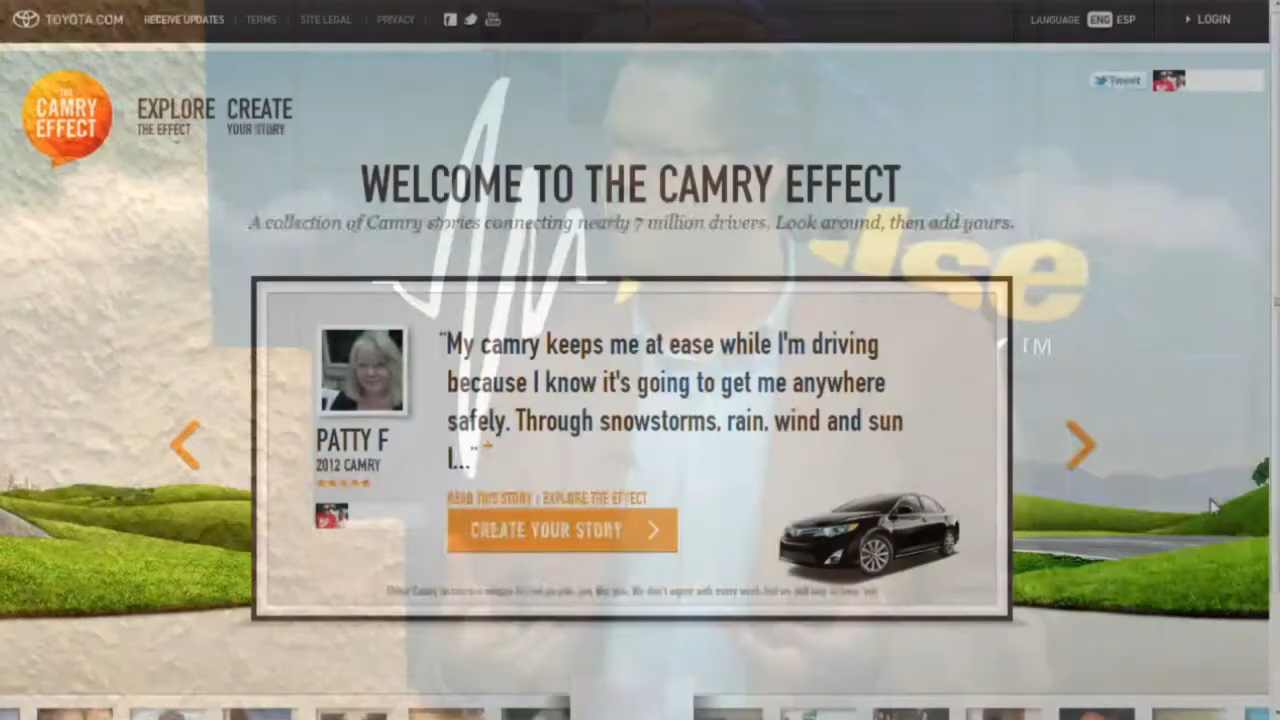 TOYOTA.COM RECEIVE UPDATES TERMS SITE LEGAL PRIVACY You Tube LANGUAGE ENG ESP LOGIN
Tweet
THE CAMRY EFFECT
EXPLORE CREATE
THE EFFECT YOUR STORY
WELCOME TO THE CAMRY EFFECT
A collection of Camry stories connecting nearly 7 million drivers. Look around, then add yours.
lse
TM
"My camry keeps me at ease while I'm driving
because I know it's going to get me anywhere
safely. Through snowstorms, rain, wind and sun
I..."
PATTY F
2012 CAMRY
READ THIS STORY | EXPLORE THE EFFECT
CREATE YOUR STORY